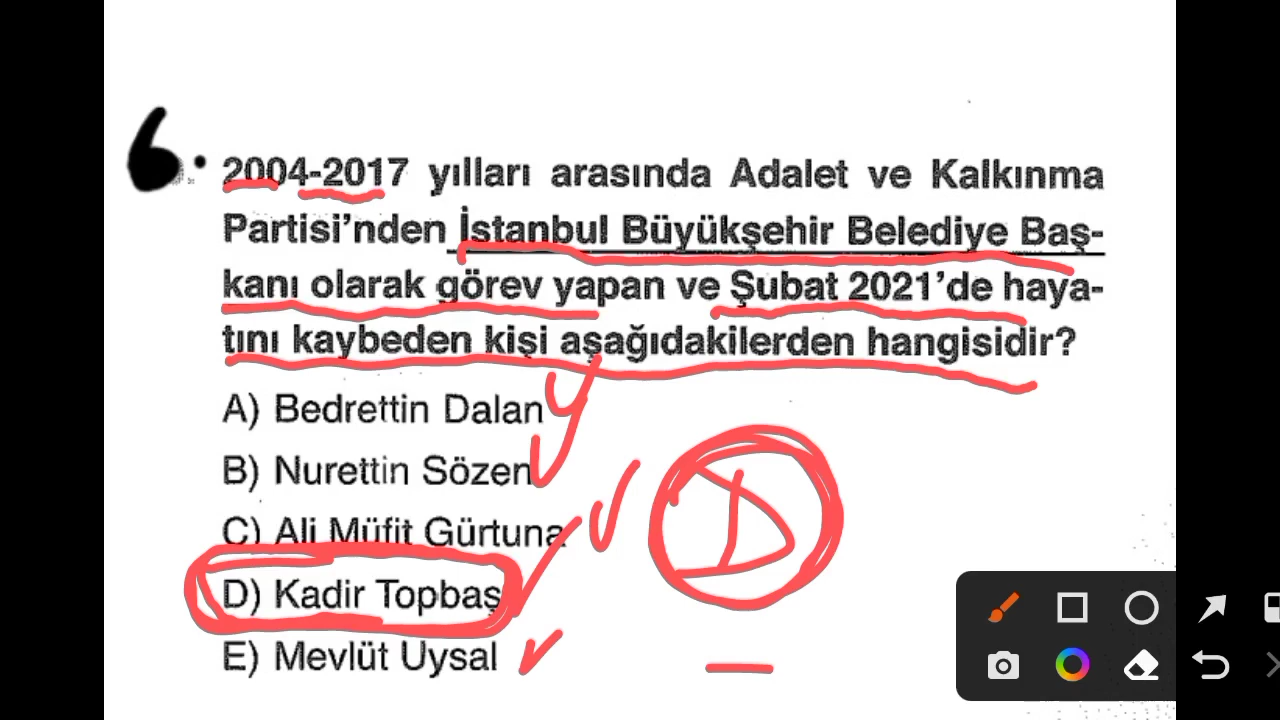 6.
2004-2017 yılları arasında Adalet ve Kalkınma
Partisi'nden İstanbul Büyükşehir Belediye Baş-
kanı olarak görev yapan ve Şubat 2021'de haya-
tını kaybeden kişi aşağıdakilerden hangisidir?
A) Bedrettin Dalan
B) Nurettin Sözen
C) Ali Müfit Gürtuna
D) Kadir Topbaş
E) Mevlüt Uysal
D